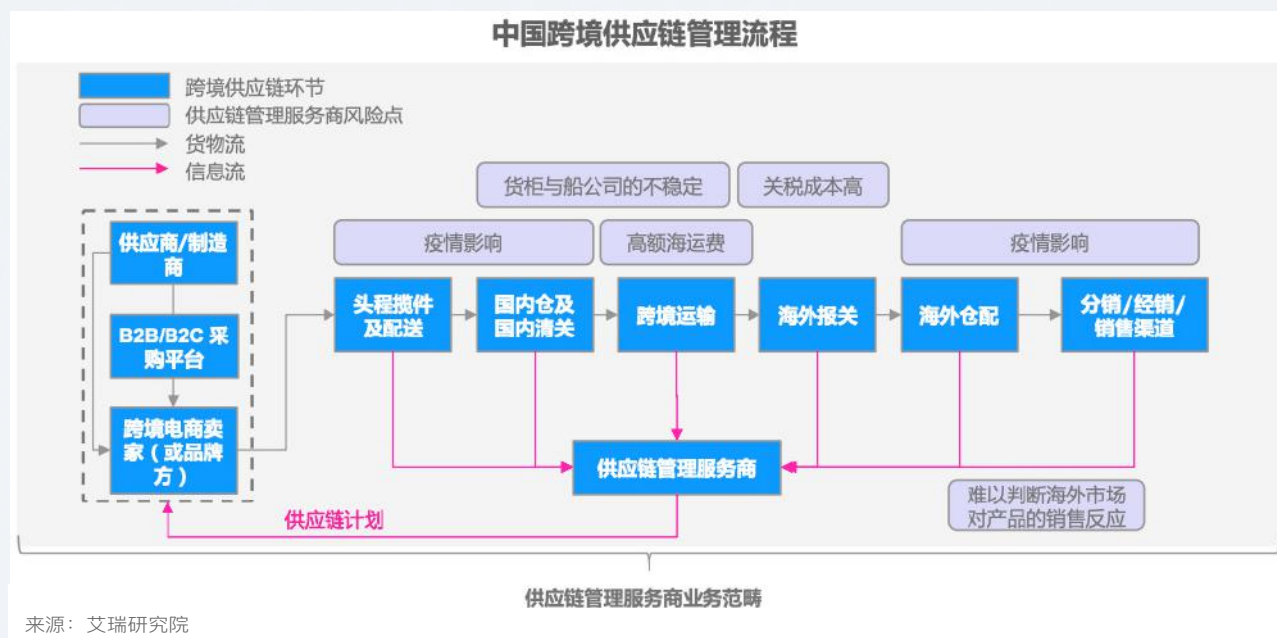 中国跨境供应链管理流程
跨境供应链环节
供应链管理服务商风险点
货物流
信息流
货柜与船公司的不稳定
关税成本高
疫情影响
高额海运费
疫情影响
供应商/制造
商
B2B/B2C 采
购平台
跨境电商卖
家（或品牌
方）
头程揽件
及配送
国内仓及
国内清关
跨境运输
海外报关
海外仓配
分销/经销/
销售渠道
供应链管理服务商
难以判断海外市场
对产品的销售反应
供应链计划
供应链管理服务商业务范畴
来源：艾瑞研究院